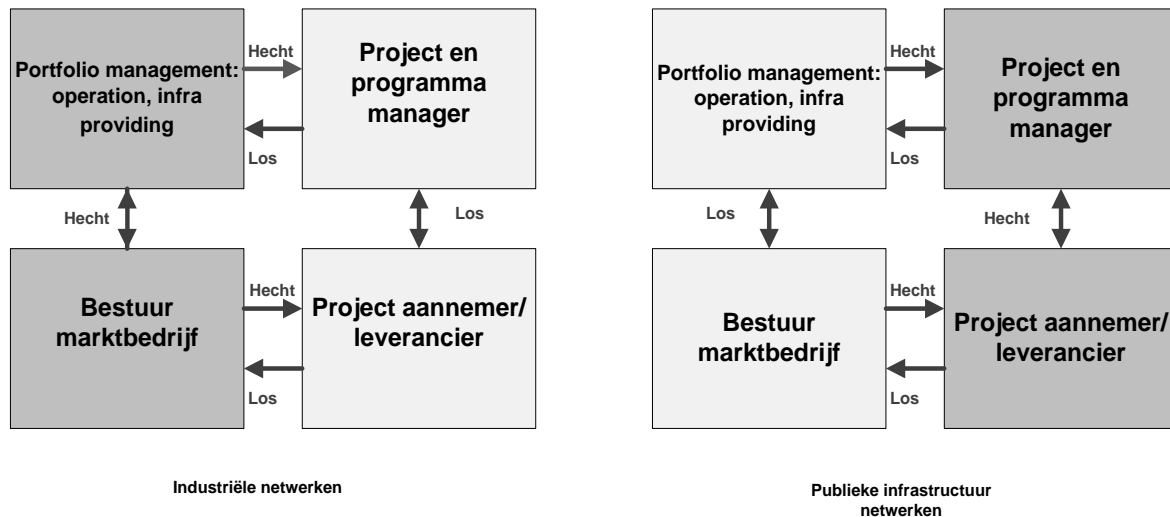 Portfolio management:
operation, infra
providing
Hecht
Los
Project en
programma
manager
Hecht
Los
Bestuur
marktbedrijf
Hecht
Los
Project aannemer/
leverancier
Industriële netwerken
Portfolio management:
operation, infra
providing
Hecht
Los
Project en
programma
manager
Los
Hecht
Bestuur
marktbedrijf
Hecht
Los
Project aannemer/
leverancier
Publieke infrastructuur
netwerken